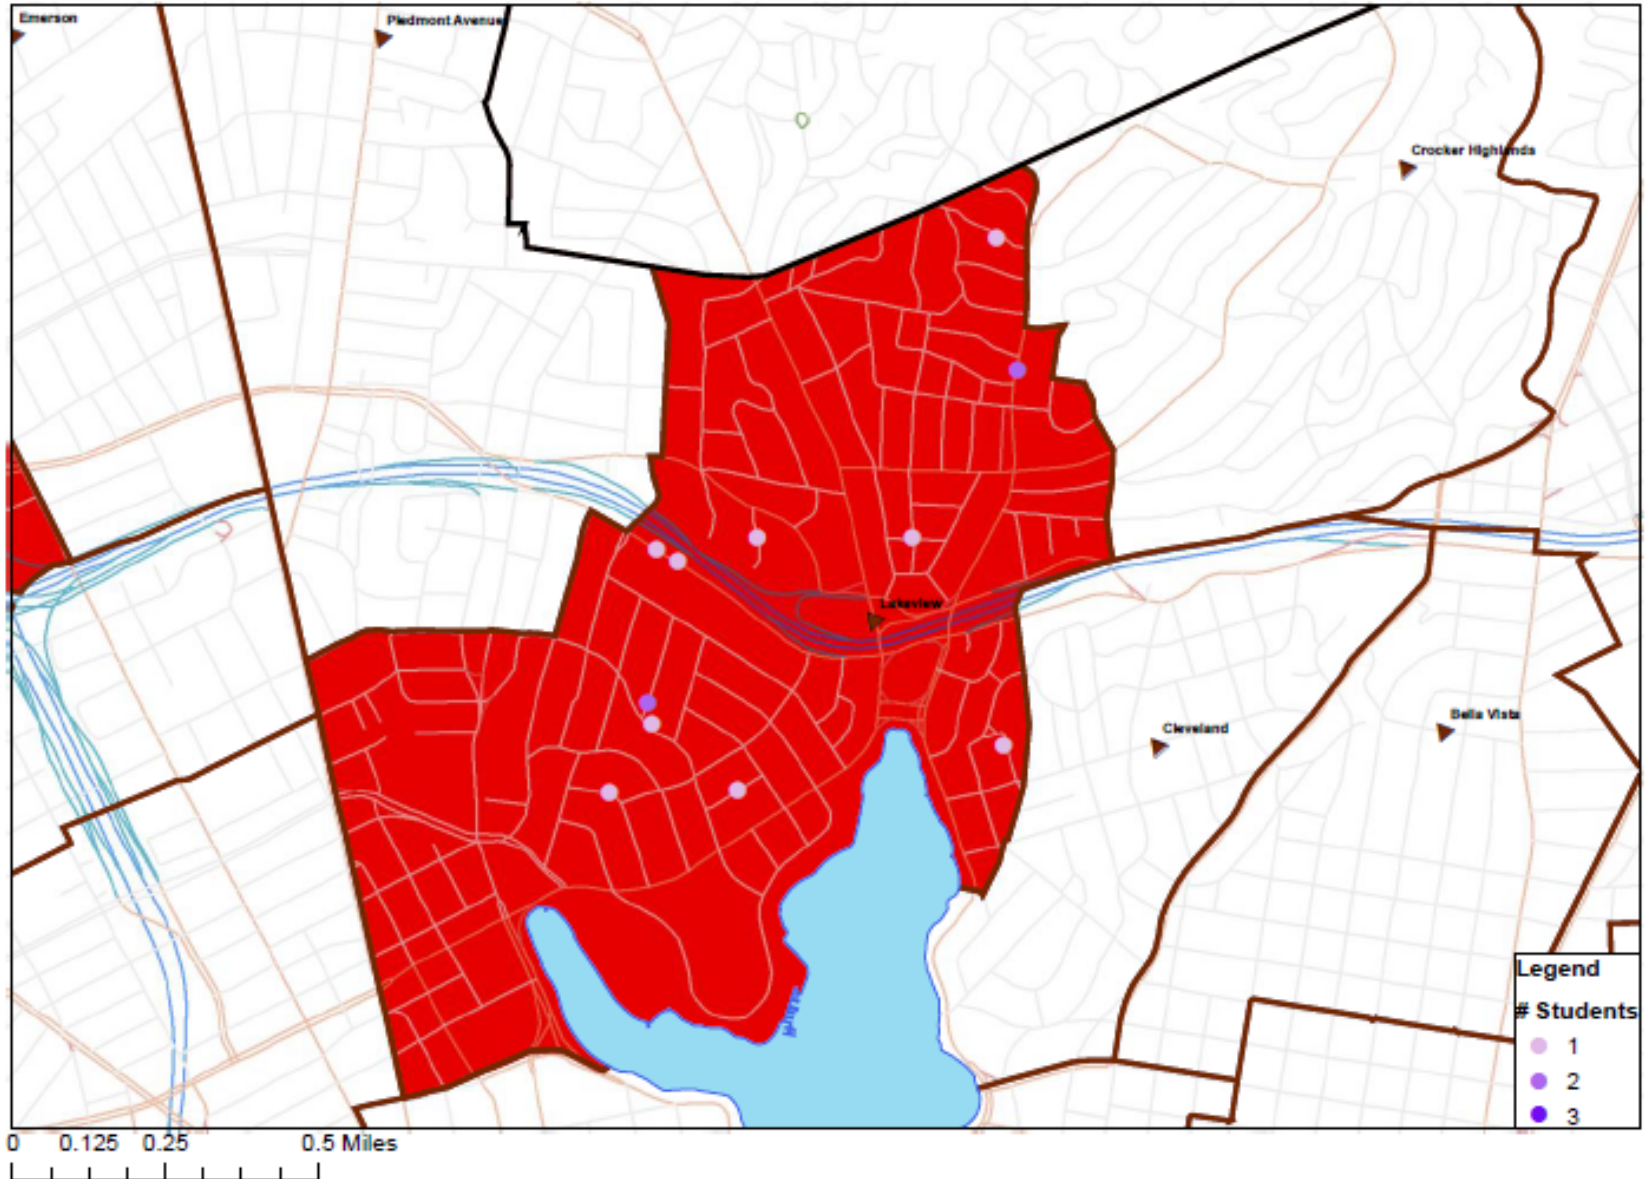 Emerson
Piedmont Avenue
Crocker Highlands
Lakeview
Cleveland
Bella Vista
Legend
# Students
1
2
3
0 0.125 0.25 0.5 Miles